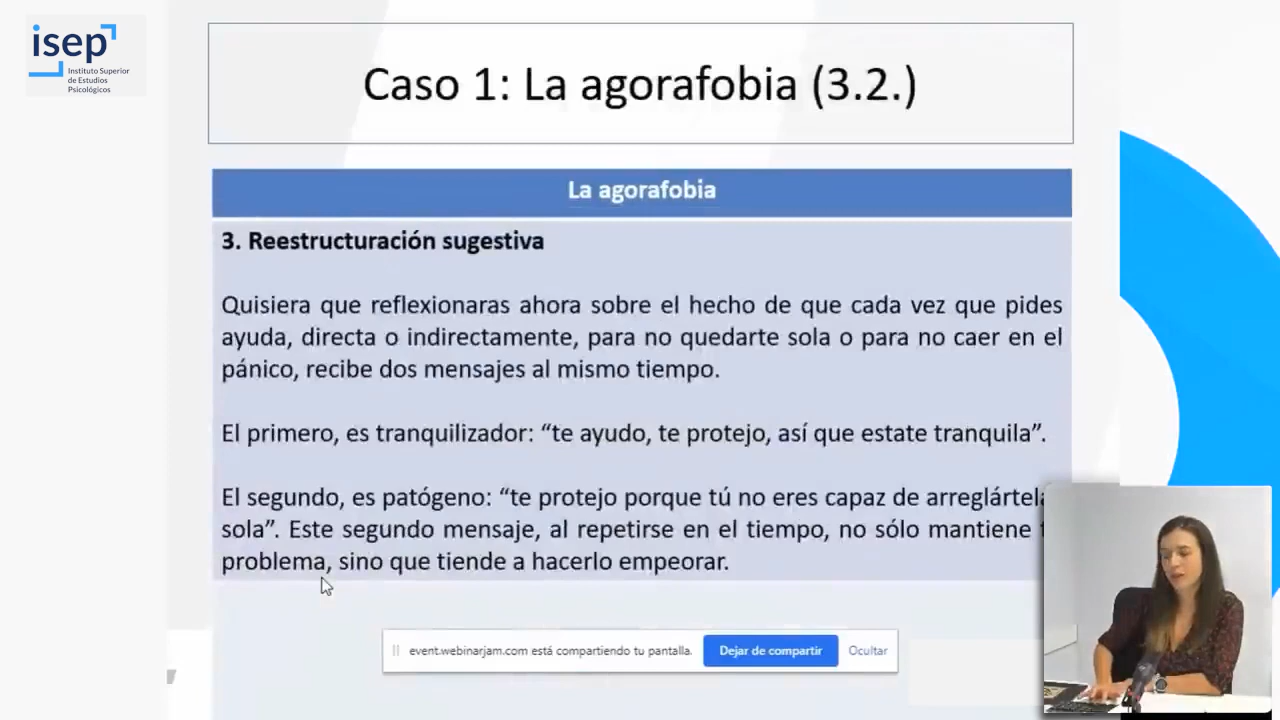 isep
Instituto Superior
de Estudios
Psicológicos
Caso 1: La agorafobia (3.2.)
La agorafobia
3. Reestructuración sugestiva
Quisiera que reflexionaras ahora sobre el hecho de que cada vez que pides
ayuda, directa o indirectamente, para no quedarte sola o para no caer en el
pánico, recibe dos mensajes al mismo tiempo.
El primero, es tranquilizador: “te ayudo, te protejo, así que estate tranquila”.
El segundo, es patógeno: “te protejo porque tú no eres capaz de
sola”. Este segundo mensaje, al repetirse en el tiempo, no sólo mantiene
problema, sino que tiende a hacerlo empeorar.
event.webinarjam.com está compartiendo tu pantalla.
Dejar de compartir
Ocultar